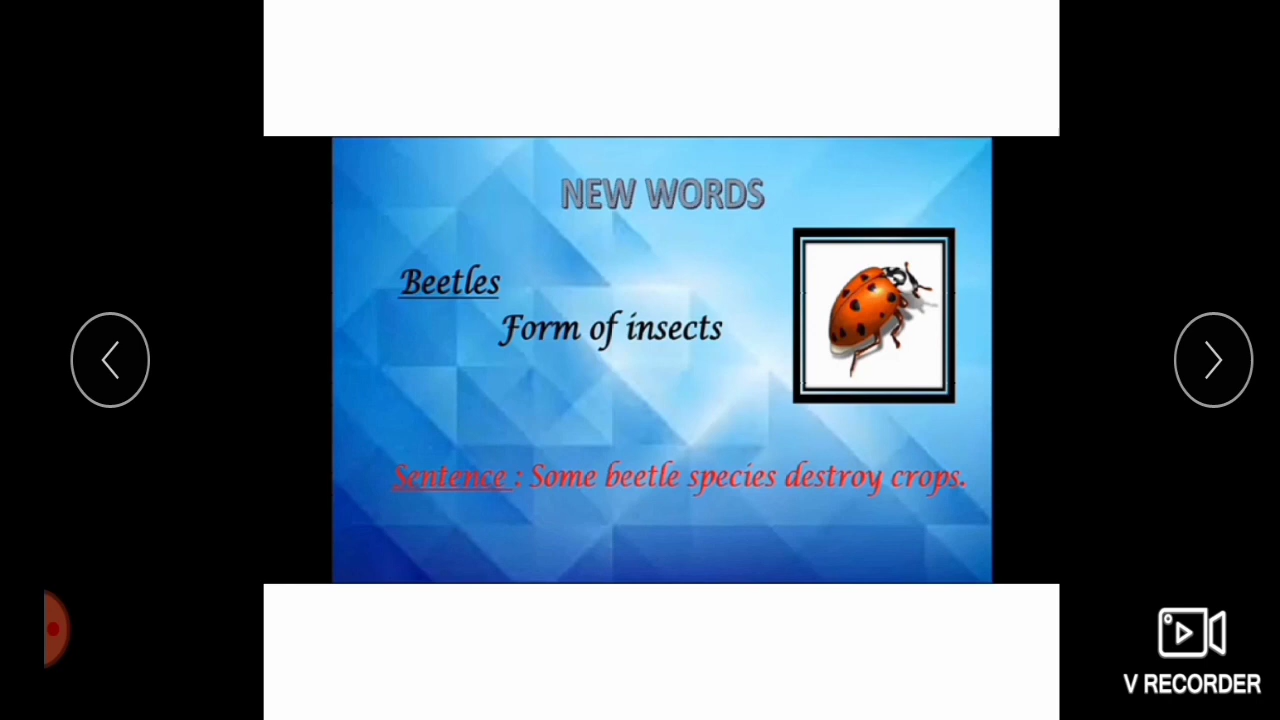 NEW WORDS
Beetles
Form of insects
Sentence : Some beetle species destroy crops.
V RECORDER